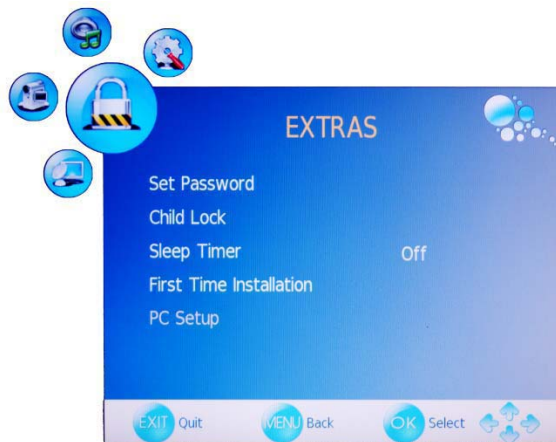 EXTRAS
Set Password
Child Lock
Sleep Timer Off
First Time Installation
PC Setup
EXIT Quit MENU Back OK Select